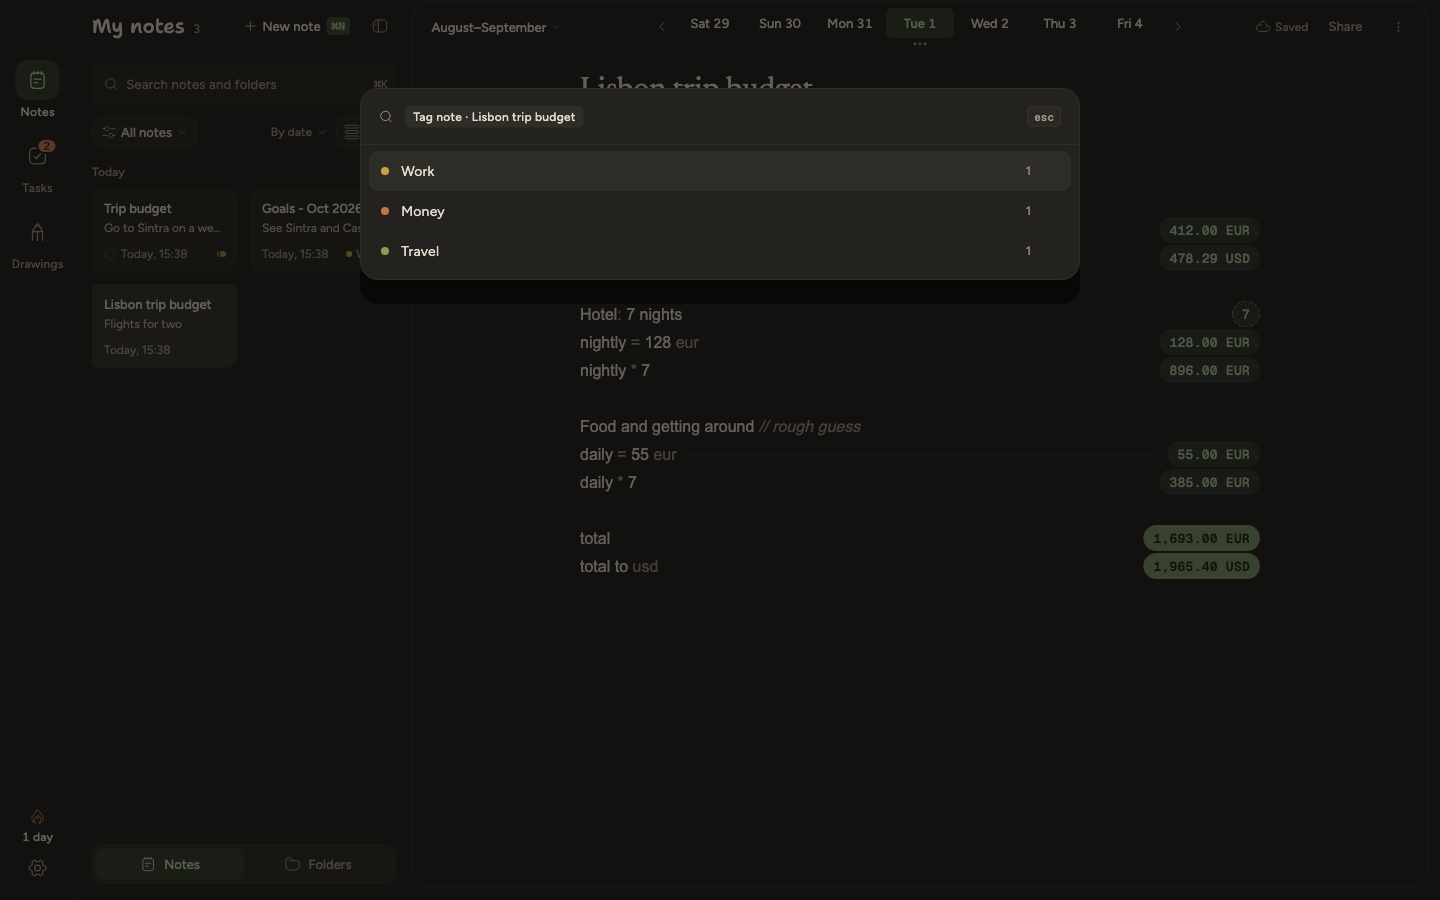 My notes 3
New note ⌘N
August–September
Sat 29
Sun 30
Mon 31
Tue 1
Wed 2
Thu 3
Fri 4
Saved
Share
Search notes and folders ⌘K
Notes
All notes
By date
Tasks
2
Drawings
Today
Trip budget
Go to Sintra on a we...
Today, 15:38
Goals - Oct 2026
See Sintra and
Today, 15:38
Lisbon trip budget
Flights for two
Today, 15:38
Lisbon trip budget
Tag note · Lisbon trip budget
esc
Work 1
Money 1
Travel 1
412.00 EUR
478.29 USD
Hotel: 7 nights 7
nightly = 128 eur 128.00 EUR
nightly * 7 896.00 EUR
Food and getting around // rough guess
daily = 55 eur 55.00 EUR
daily * 7 385.00 EUR
total 1,693.00 EUR
total to usd 1,965.40 USD
1 day
Notes
Folders